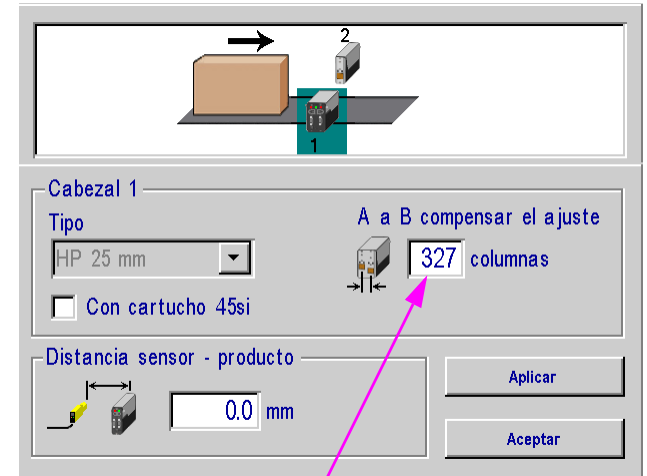 2
1
Cabezal 1
Tipo
A a B compensar el ajuste
HP 25 mm
327 columnas
Con cartucho 45si
Distancia sensor - producto
0.0 mm
Aplicar
Aceptar